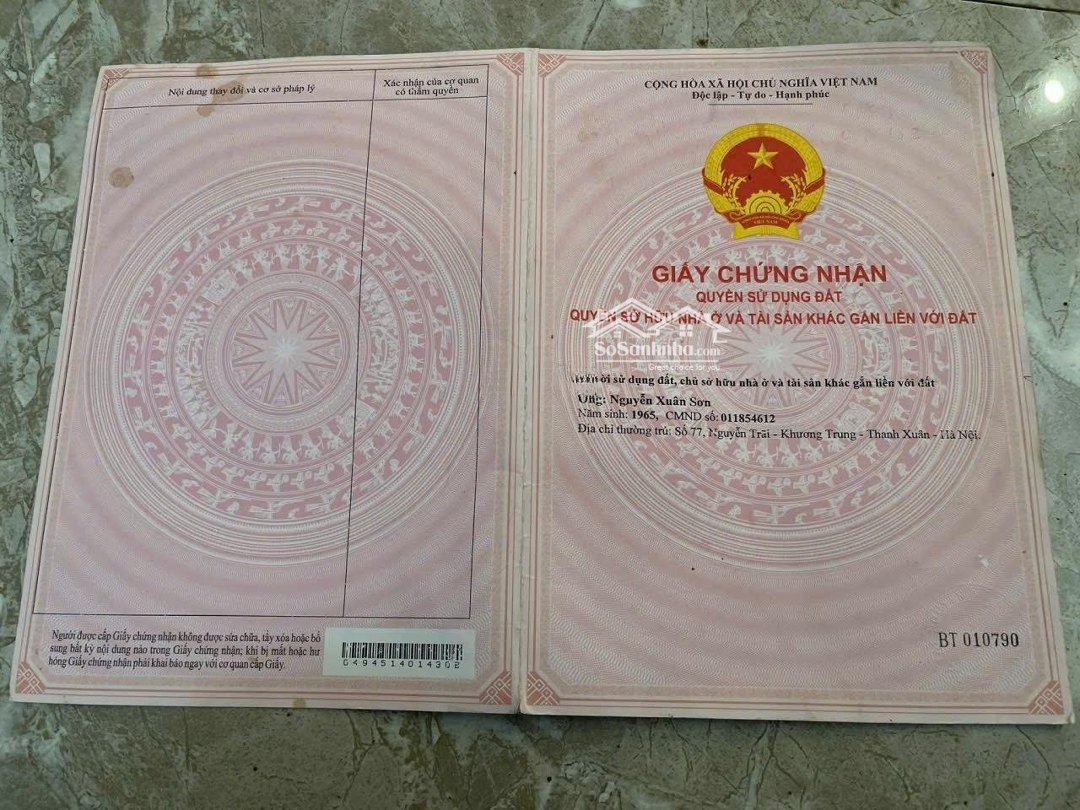 Nội dung thay đổi và cơ sở pháp lý
Xác nhận của cơ quan
có thẩm quyền
Người được cấp Giấy chứng nhận không được sửa chữa, tẩy xóa hoặc bổ
sung bất kỳ nội dung nào trong Giấy chứng nhận; khi bị mất hoặc hư
hỏng Giấy chứng nhận phải khai báo ngay với cơ quan cấp Giấy.
049451401430
CỘNG HÒA XÃ HỘI CHỦ NGHĨA VIỆT NAM
Độc lập - Tự do - Hạnh phúc
VIỆT NAM
GIẤY CHỨNG NHẬN
QUYỀN SỬ DỤNG ĐẤT
QUYỀN SỞ HỮU NHÀ Ở VÀ TÀI SẢN KHÁC GẮN LIỀN VỚI ĐẤT
SoSanhnha.com
Great choice for you
sử dụng đất, chủ sở hữu nhà ở và tài sản khác gắn liền với đất
Ông: Nguyễn Xuân Sơn
Năm sinh: 1965, CMND số: 011854612
Địa chỉ thường trú: Số 77, Nguyễn Trãi - Khương Trung - Thanh Xuân - Hà Nội.
BT 010790